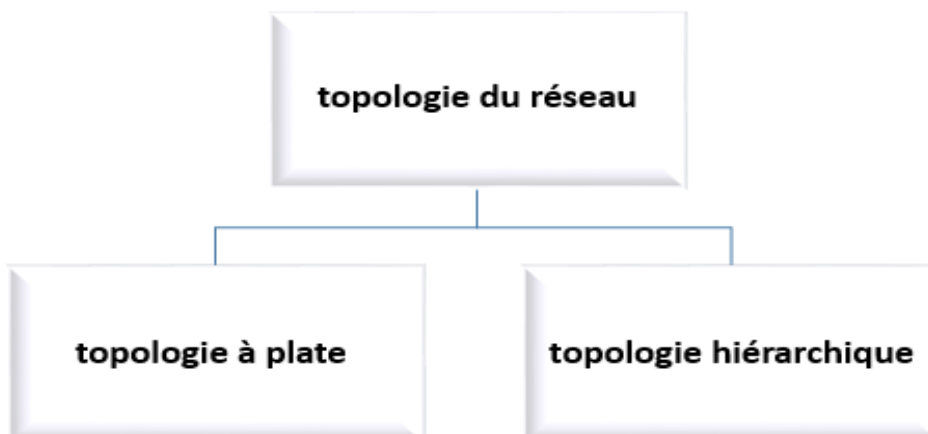 topologie du réseau
topologie à plate
topologie hiérarchique